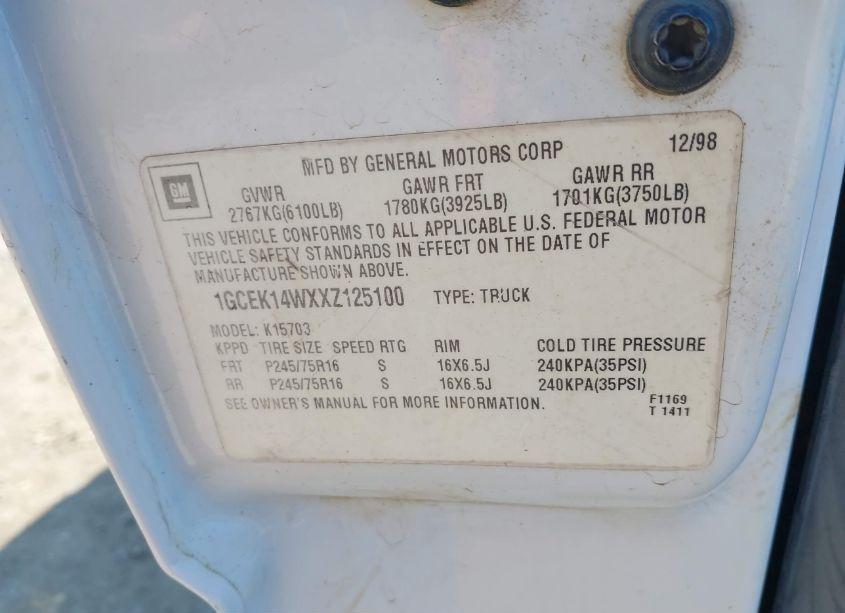 MFD BY GENERAL MOTORS CORP 12/98
GM
GVWR GAWR FRT GAWR RR
2767KG(6100LB) 1780KG(3925LB) 1701KG(3750LB)
THIS VEHICLE CONFORMS TO ALL APPLICABLE U.S. FEDERAL MOTOR
VEHICLE SAFETY STANDARDS IN EFFECT ON THE DATE OF
MANUFACTURE SHOWN ABOVE.
1GCEK14WXXZ125100 TYPE: TRUCK
MODEL: K15703
KPPD TIRE SIZE SPEED RTG RIM COLD TIRE PRESSURE
FRT P245/75R16 S 16X6.5J 240KPA(35PSI)
RR P245/75R16 S 16X6.5J 240KPA(35PSI)
SEE OWNER'S MANUAL FOR MORE INFORMATION.
F1169
T 1411